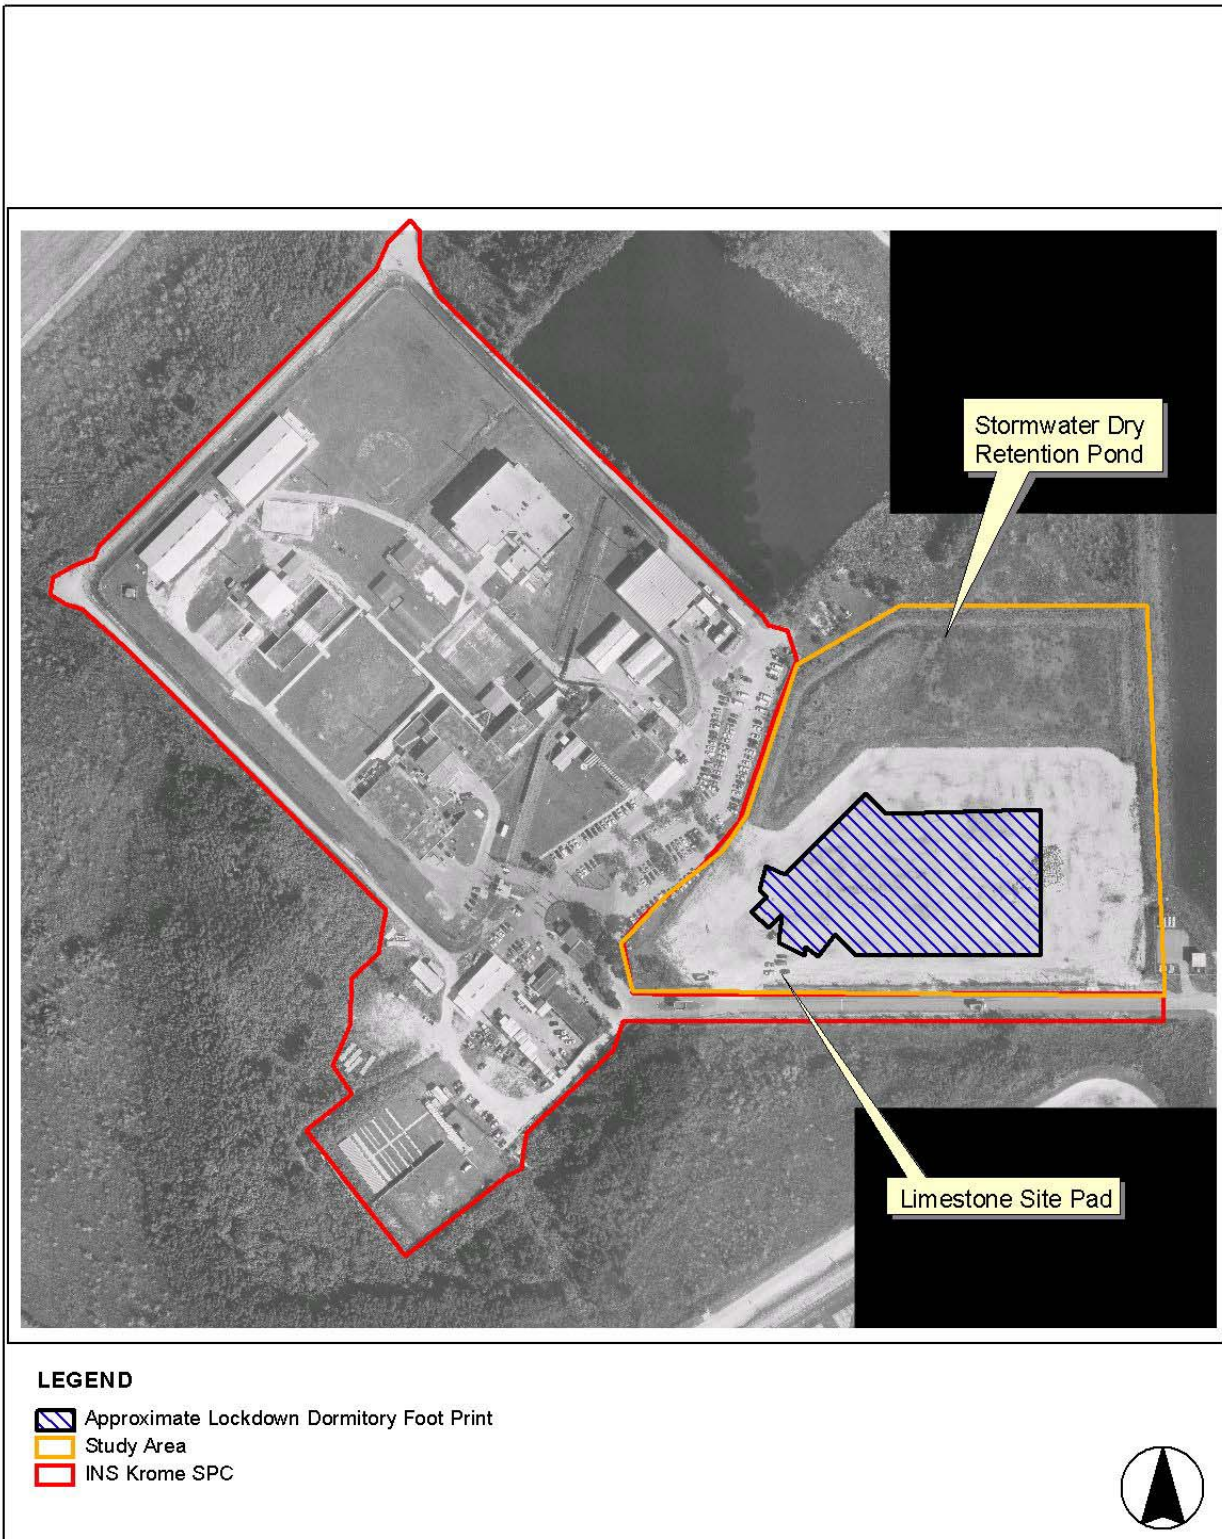 Stormwater Dry
Retention Pond
Limestone Site Pad
LEGEND
Approximate Lockdown Dormitory Foot Print
Study Area
INS Krome SPC